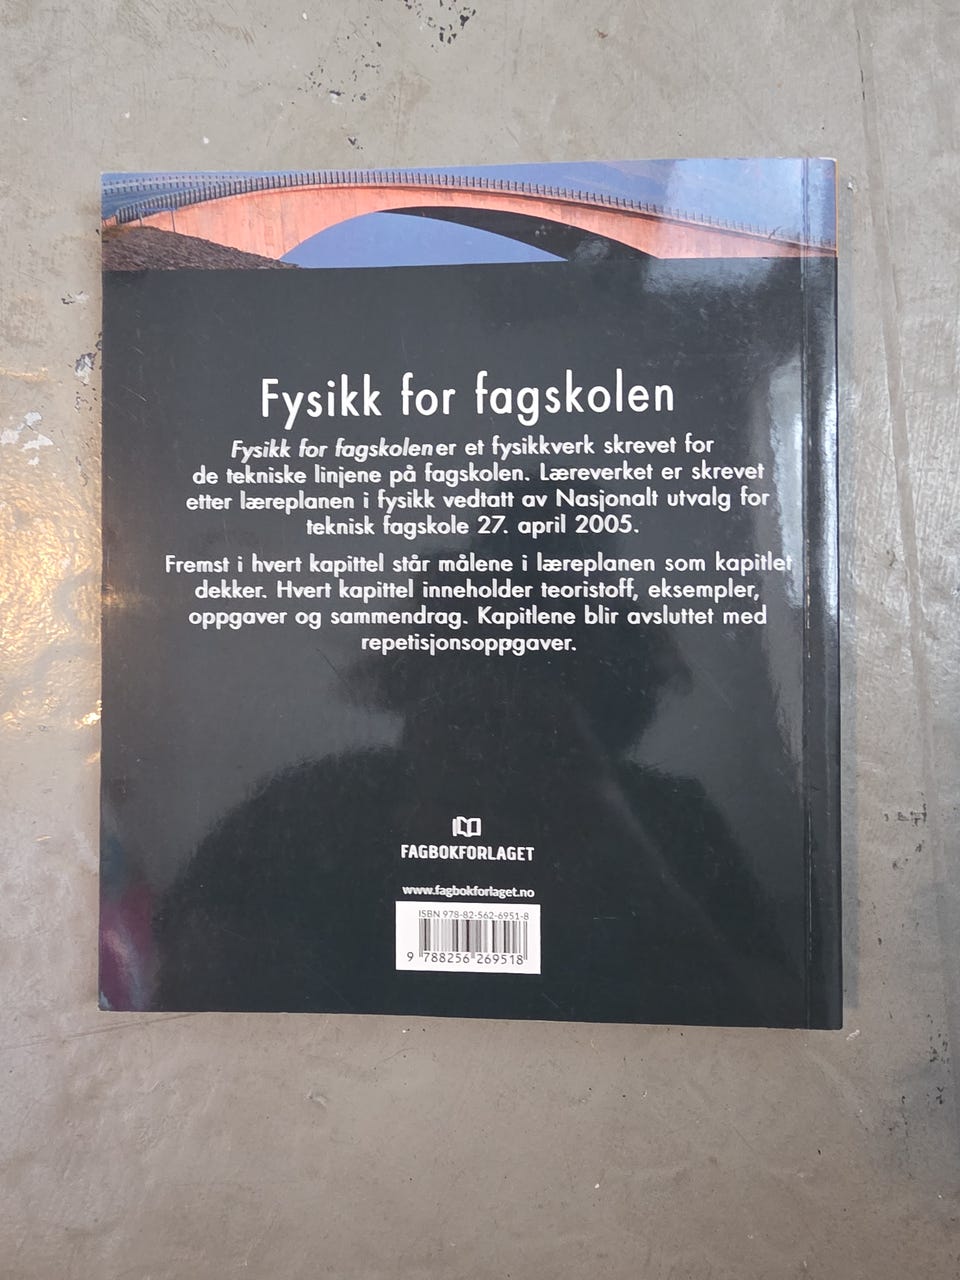 Fysikk for fagskolen
Fysikk for fagskolen er et fysikkverk skrevet for
de tekniske linjene på fagskolen. Læreverket er skrevet
etter læreplanen i fysikk vedtatt av Nasjonalt utvalg for
teknisk fagskole 27. april 2005.
Fremst i hvert kapittel står målene i læreplanen som kapitlet
dekker. Hvert kapittel inneholder teoristoff, eksempler,
oppgaver og sammendrag. Kapitlene blir avsluttet med
repetisjonsoppgaver.
FAGBOKFORLAGET
www.fagbokforlaget.no
ISBN 978-82-562-6951-8
9 788256 269518